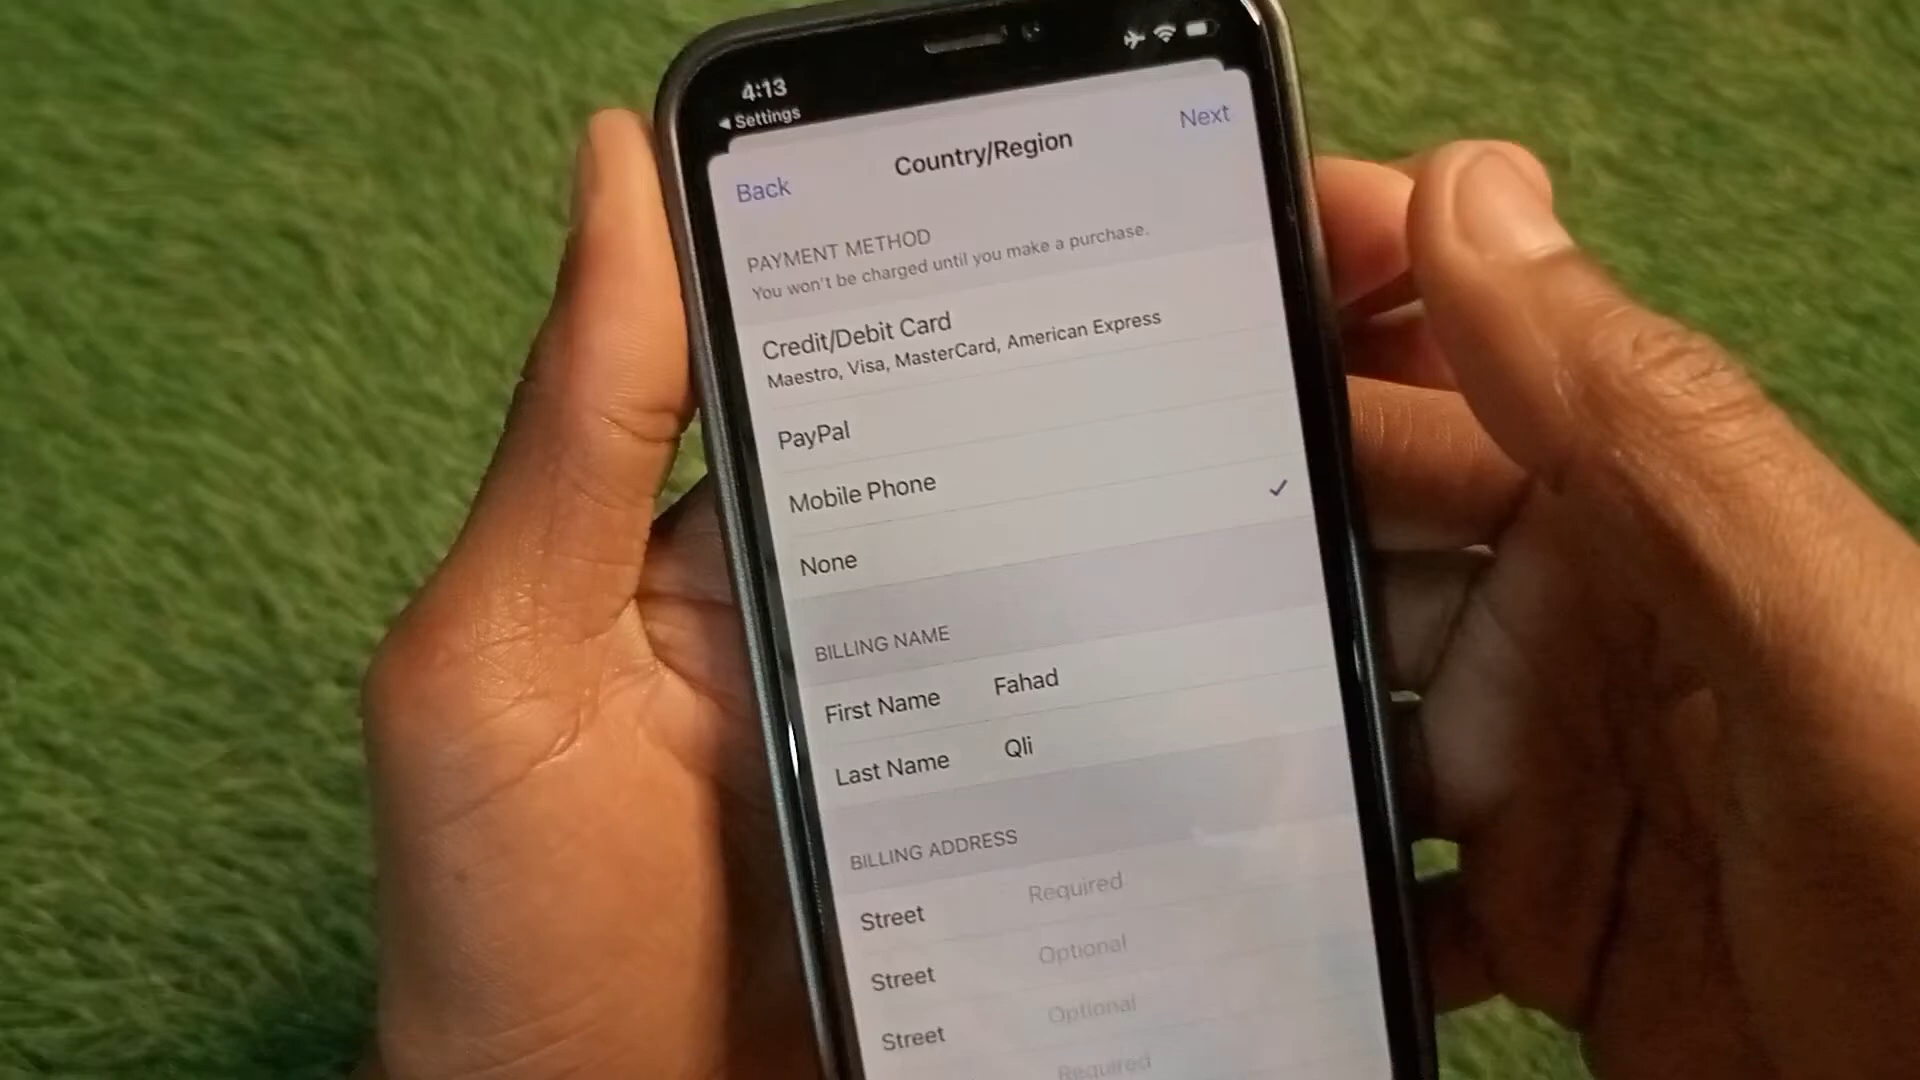 4:13
Settings
Next
Country/Region
Back
PAYMENT METHOD
You won't be charged until you make a purchase.
Credit/Debit Card
Maestro, Visa, MasterCard, American Express
PayPal
Mobile Phone
None
BILLING NAME
First Name Fahad
Last Name Qli
BILLING ADDRESS
Street Required
Street Optional
Street Optional
Required